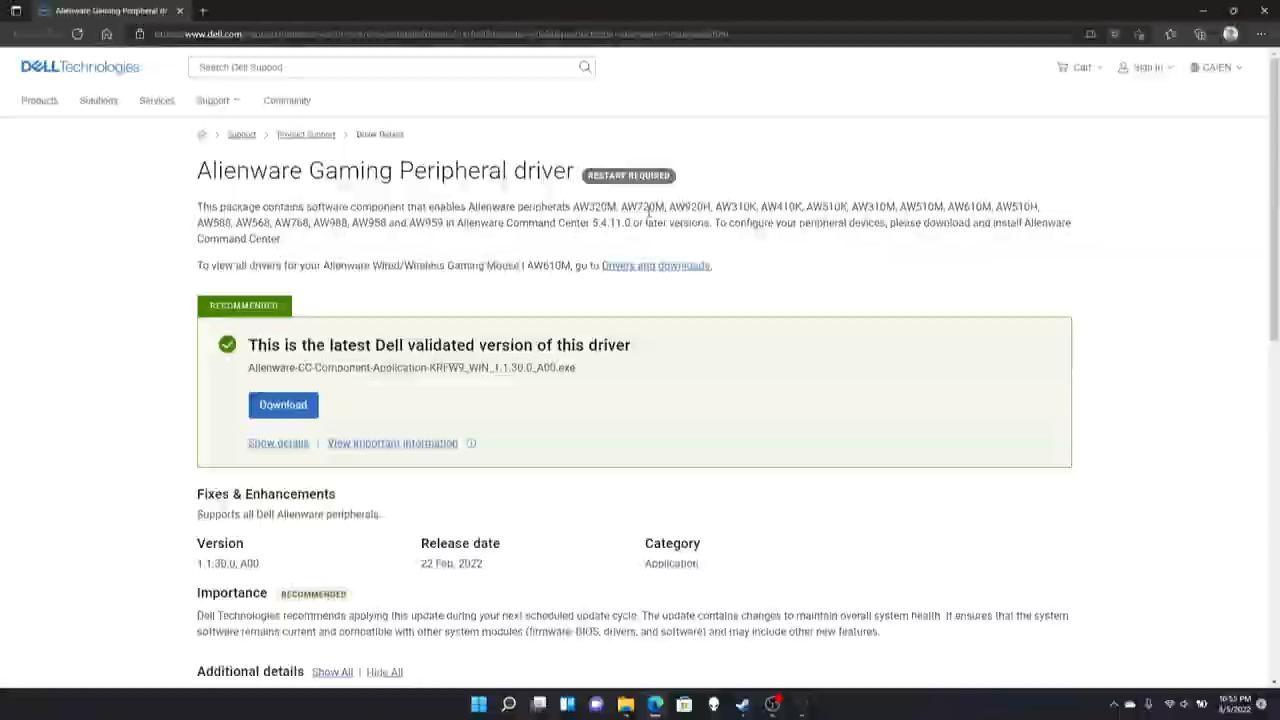 Alienware Gaming Peripheral dr
www.dell.com
DELL Technologies
Search Dell Support
Cart
Sign In
CA/EN
Products
Solutions
Services
Support
Community
Support
Product Support
Driver Details
Alienware Gaming Peripheral driver
RESTART REQUIRED
This package contains software component that enables Alienware peripherals AW320M, AW720M, AW920H, AW310K, AW410K, AW510K, AW310M, AW510M, AW610M, AW510H,
AW588, AW568, AW768, AW988, AW958 and AW959 in Alienware Command Center 5.4.11.0 or later versions. To configure your peripheral devices, please download and install Alienware
Command Center
To view all drivers for your Alienware Wired/Wireless Gaming Mouse | AW610M, go to Drivers and downloads.
RECOMMENDED
This is the latest Dell validated version of this driver
Alienware-CC-Component-Application-KRFW9_WIN_1.1.30.0_A00.exe
Download
Show details | View important information
Fixes & Enhancements
Supports all Dell Alienware peripherals.
Version
Release date
Category
1.1.30.0, A00
22 Feb, 2022
Application
Importance
RECOMMENDED
Dell Technologies recommends applying this update during your next scheduled update cycle. The update contains changes to maintain overall system health. It ensures that the system
software remains current and compatible with other system modules (firmware, BIOS, drivers, and software) and may include other new features.
Additional details
Show All | Hide All
10:53 PM